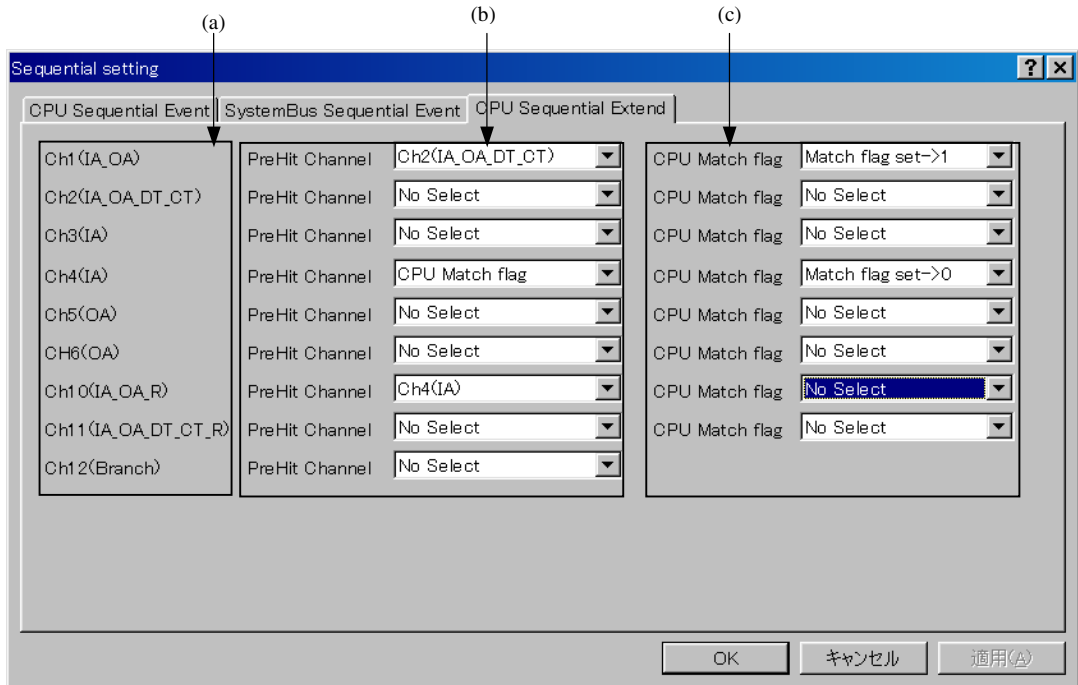 (a) (b) (c)
Sequential setting
CPU Sequential Event SystemBus Sequential Event CPU Sequential Extend
Ch1(IA_OA) PreHit Channel Ch2(IA_OA_DT_CT) CPU Match flag Match flag set->1
Ch2(IA_OA_DT_CT) PreHit Channel No Select CPU Match flag No Select
Ch3(IA) PreHit Channel No Select CPU Match flag No Select
Ch4(IA) PreHit Channel CPU Match flag CPU Match flag Match flag set->0
Ch5(OA) PreHit Channel No Select CPU Match flag No Select
CH6(OA) PreHit Channel No Select CPU Match flag No Select
Ch10(IA_OA_R) PreHit Channel Ch4(IA) CPU Match flag No Select
Ch11(IA_OA_DT_CT_R) PreHit Channel No Select CPU Match flag No Select
Ch12(Branch) PreHit Channel No Select
OK キャンセル 適用(A)